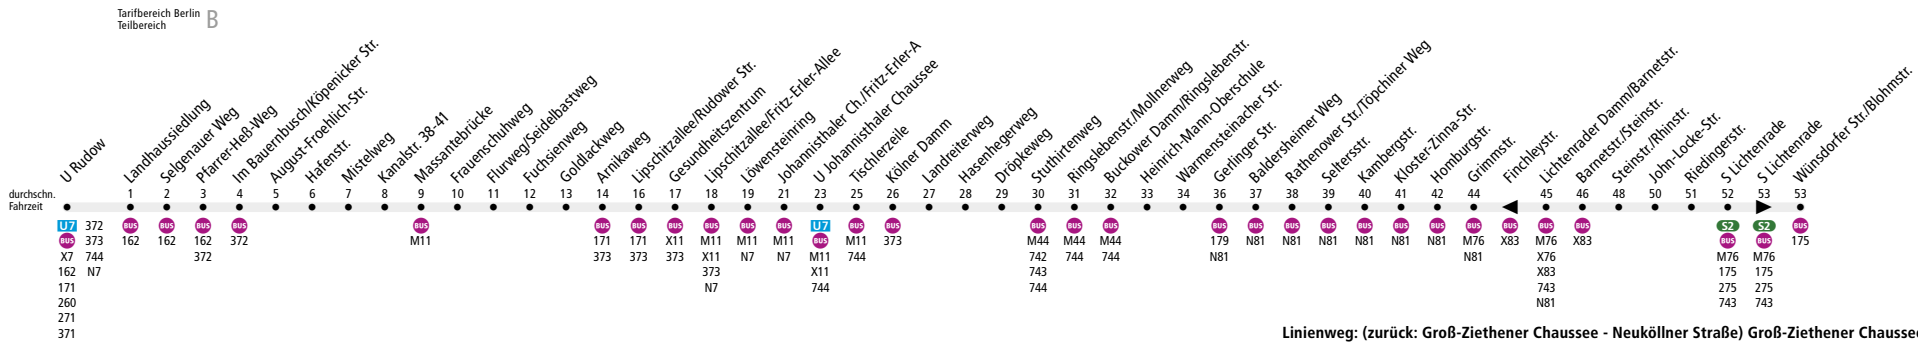 Tarifbereich Berlin B
Teilbereich
U Rudow
Landhaussiedlung
Selgenauer Weg
Pfarrer-Heß-Weg
Im Bauernbusch/Köpenicker Str.
August-Froehlich-Str.
Hafenstr.
Mistelweg
Kanalstr. 38-41
Massantebrücke
Frauenschuhweg
Flurweg/Seidelbastweg
Fuchsienweg
Goldlackweg
Arnikaweg
Lipschitzallee/Rudower Str.
Gesundheitszentrum
Lipschitzallee/Fritz-Erler-Allee
Löwensteinring
Johannisthaler Ch./Fritz-Erler-A
U Johannisthaler Chaussee
Tischlerzeile
Kölner Damm
Landreiterweg
Hasenhegerweg
Dröpkeweg
Stuthirtenweg
Ringslebenstr./Mollnerweg
Buckower Damm/Ringslebenstr.
Heinrich-Mann-Oberschule
Warmensteinacher Str.
Gerlinger Str.
Baldersheimer Weg
Rathenower Str./Töpchiner Weg
Selterstr.
Kambergstr.
Kloster-Zinna-Str.
Homburgstr.
Grimmstr.
Finchleystr.
Lichtenrader Damm/Barnetstr.
Barnetstr./Steinstr.
Steinstr./Rhinstr.
John-Locke-Str.
Riedingerstr.
S Lichtenrade
S Lichtenrade
Wünsdorfer Str./Blohmstr.
durchschn. 1 2 3 4 5 6 7 8 9 10 11 12 13 14 16 17 18 19 21 23 25 26 27 28 29 30 31 32 33 34 36 37 38 39 40 41 42 44 45 46 48 50 51 52 53 53
Fahrzeit
U7 372 BUS BUS BUS BUS BUS BUS BUS BUS BUS BUS BUS U7 BUS BUS BUS BUS BUS BUS BUS BUS BUS BUS BUS BUS BUS BUS BUS BUS S2 S2 BUS
BUS 373 162 162 162 372 M11 171 171 X11 M11 M11 M11 BUS M11 373 M44 M44 M44 179 N81 N81 N81 N81 N81 N81 M76 X83 M76 X83 BUS BUS 175
X7 744 372 373 373 373 X11 N7 N7 M11 744 742 744 744 N81 N81 X76 M76 M76
162 N7 373 X11 743 X83 175 175
171 N7 744 744 743 275 275
260 N81 743 743
271
371
Linienweg: (zurück: Groß-Ziethener Chaussee - Neuköllner Straße) Groß-Ziethener Chaussee